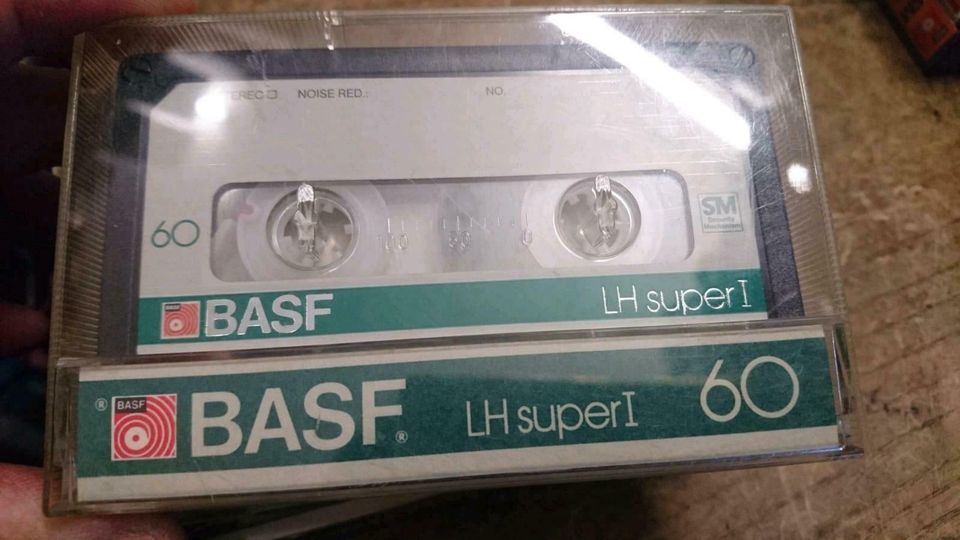 STEREO NOISE RED.: NO.
60
100 50 0
SM
Security
Mechanism
BASF
BASF LH super I
® BASF
BASF® LH super I 60